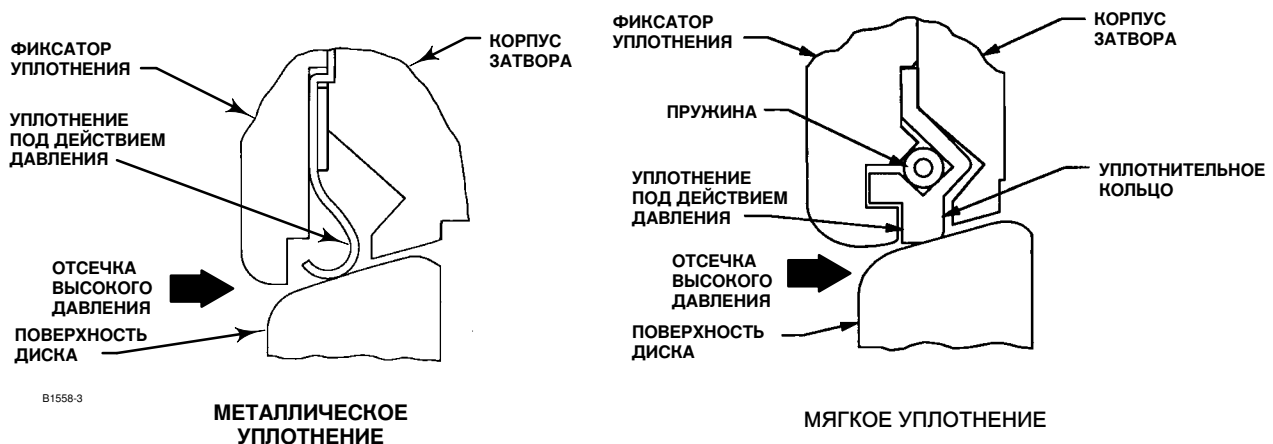 ФИКСАТОР
УПЛОТНЕНИЯ
КОРПУС
ЗАТВОРА
УПЛОТНЕНИЕ
ПОД ДЕЙСТВИЕМ
ДАВЛЕНИЯ
ОТСЕЧКА
ВЫСОКОГО
ДАВЛЕНИЯ
ПОВЕРХНОСТЬ
ДИСКА
B1558-3
МЕТАЛЛИЧЕСКОЕ
УПЛОТНЕНИЕ
ФИКСАТОР
УПЛОТНЕНИЯ
КОРПУС
ЗАТВОРА
ПРУЖИНА
УПЛОТНЕНИЕ
ПОД ДЕЙСТВИЕМ
ДАВЛЕНИЯ
УПЛОТНИТЕЛЬНОЕ
КОЛЬЦО
ОТСЕЧКА
ВЫСОКОГО
ДАВЛЕНИЯ
ПОВЕРХНОСТЬ
ДИСКА
МЯГКОЕ УПЛОТНЕНИЕ